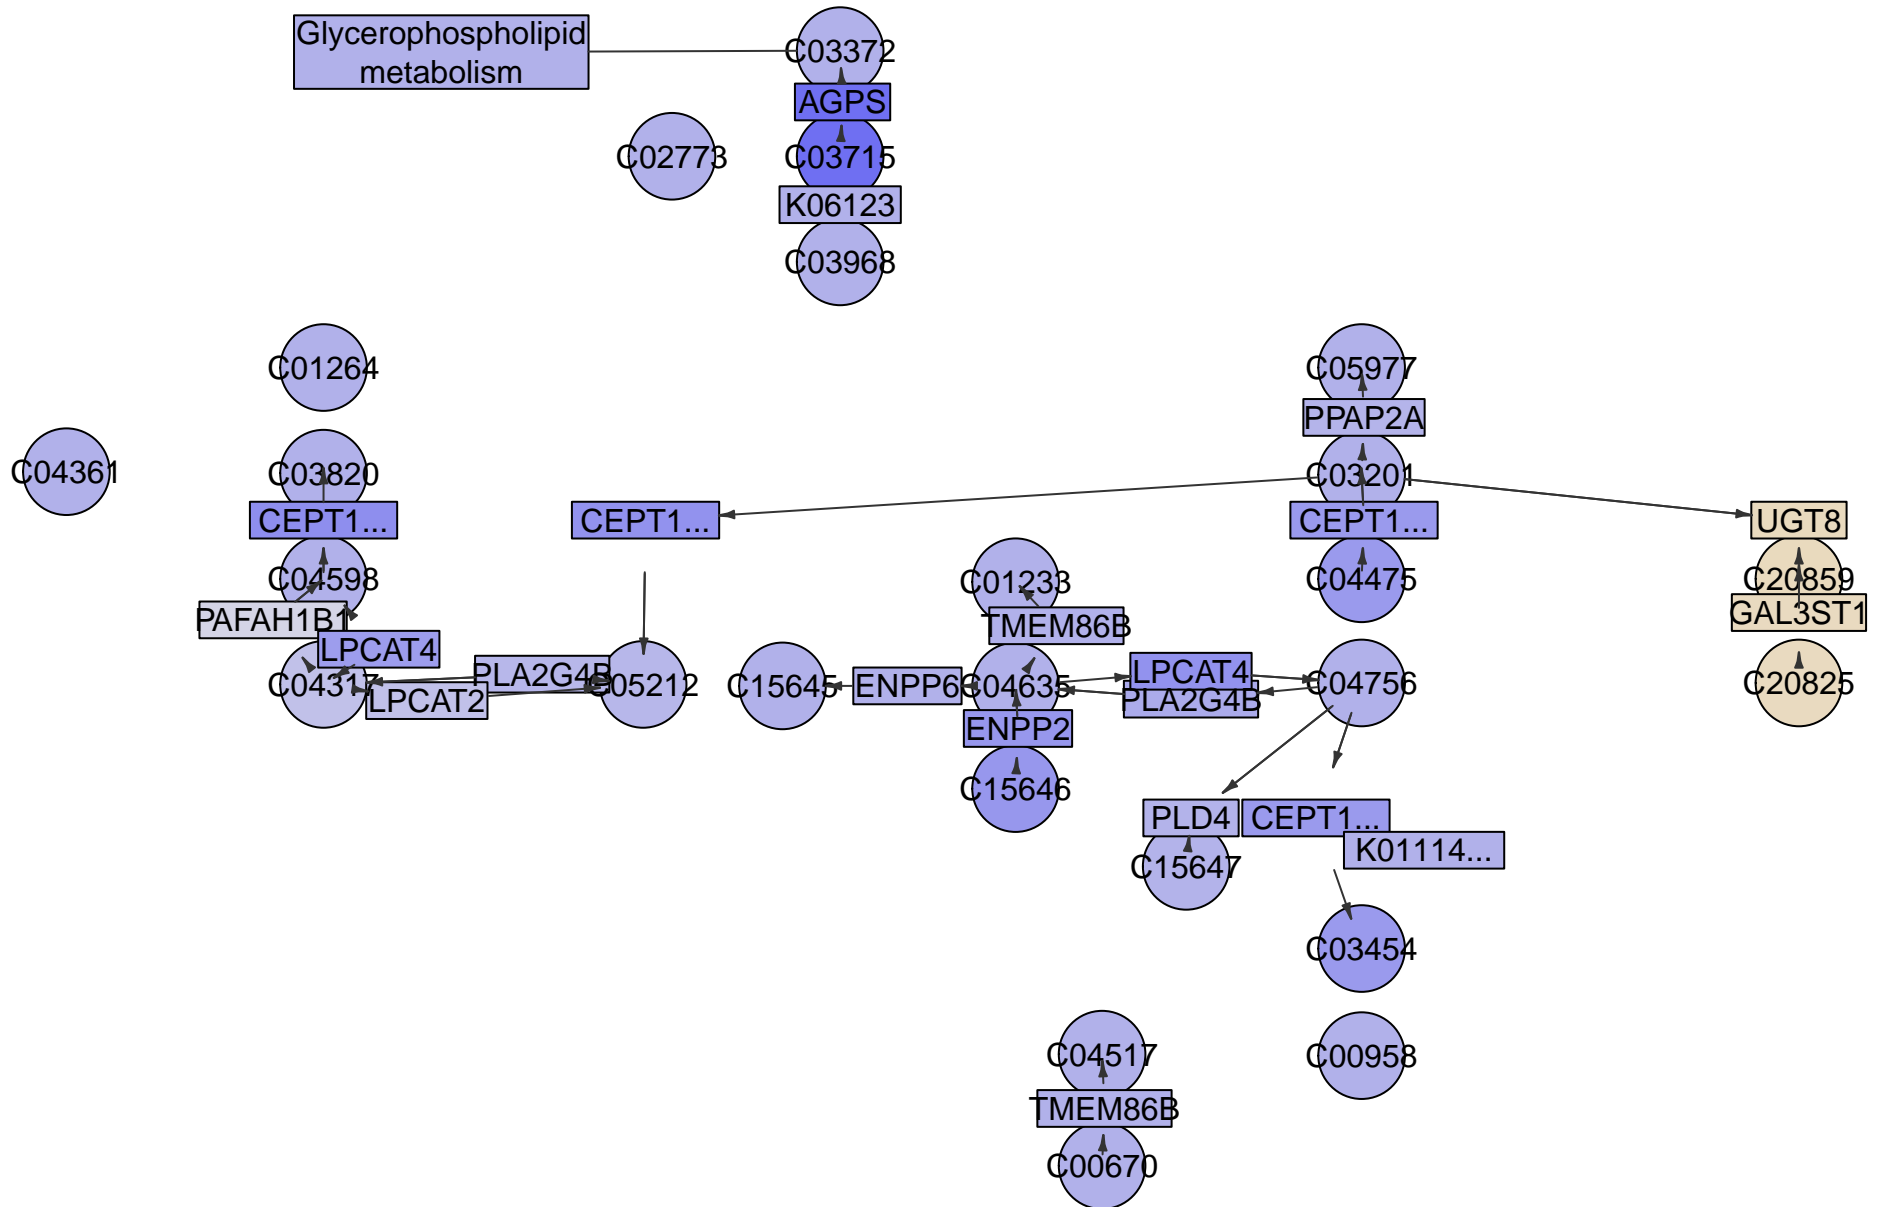 Glycerophospholipid
metabolism
C03372
AGPS
C02773
C03715
K06123
C03968
C01264
C05977
PPAP2A
C04361
C03820
C03201
CEPT1...
CEPT1...
CEPT1...
UGT8
C04598
C01233
C04475
C20859
PAFAH1B1
TMEM86B
GAL3ST1
LPCAT4
C04317
PLA2G4B
LPCAT2
C05212
C15645
ENPP6
C04635
LPCAT4
PLA2G4B
C04756
C20825
ENPP2
C15646
PLD4
CEPT1...
K01114...
C15647
C03454
C04517
C00958
TMEM86B
C00670